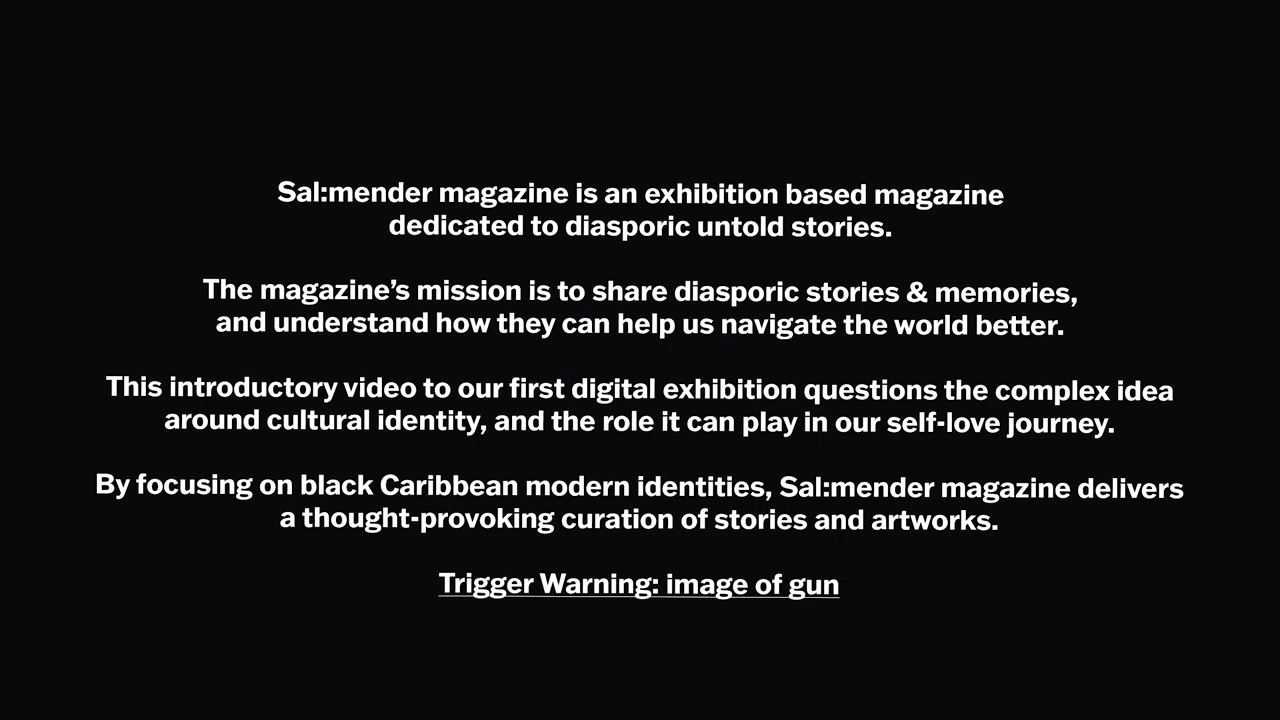 Sal:mender magazine is an exhibition based magazine
dedicated to diasporic untold stories.
The magazine’s mission is to share diasporic stories & memories,
and understand how they can help us navigate the world better.
This introductory video to our first digital exhibition questions the complex idea
around cultural identity, and the role it can play in our self-love journey.
By focusing on black Caribbean modern identities, Sal:mender magazine delivers
a thought-provoking curation of stories and artworks.
Trigger Warning: image of gun